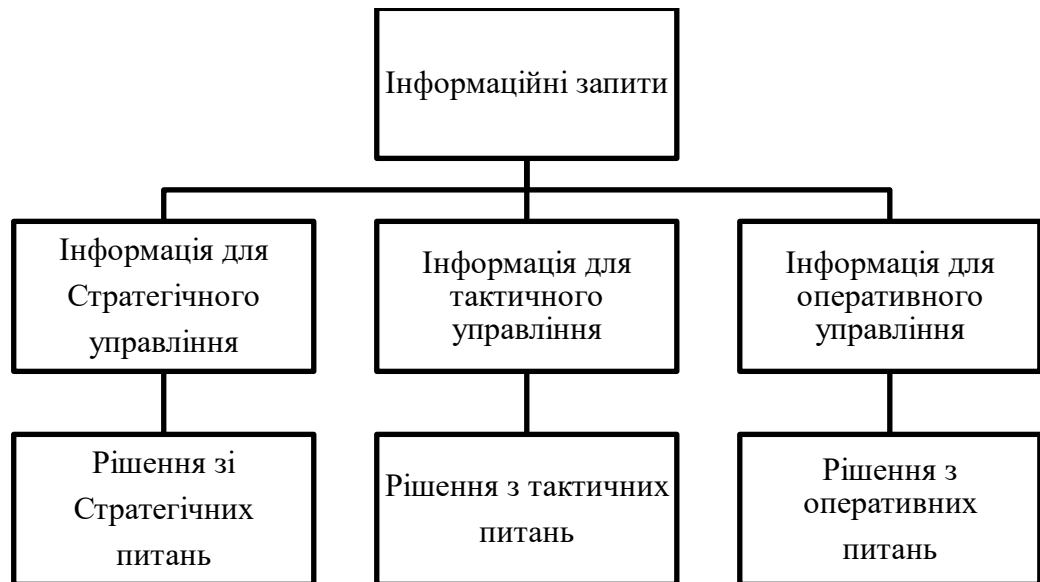 Інформаційні запити
Інформація для
Стратегічного
управління
Інформація для
тактичного
управління
Інформація для
оперативного
управління
Рішення зі
Стратегічних
питань
Рішення з тактичних
питань
Рішення з
оперативних
питань